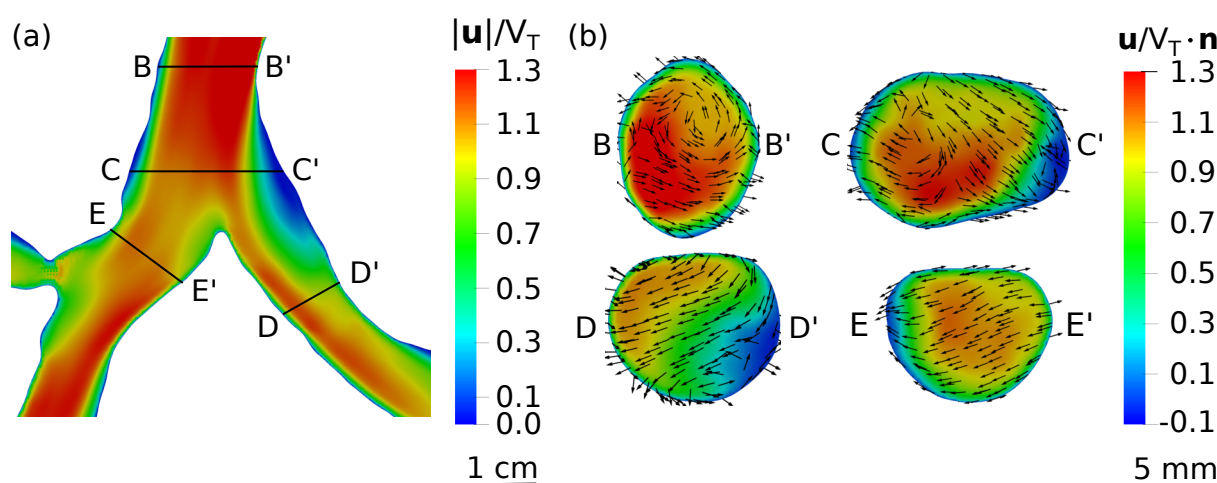 (a)
B
B'
C
C'
E
E'
D
D'
|u|/V_T
1.3
1.1
0.9
0.7
0.5
0.3
0.1
0.0
1 cm
(b)
B
B'
C
C'
D
D'
E
E'
u/V_T·n
1.3
1.1
0.9
0.7
0.5
0.3
0.1
-0.1
5 mm